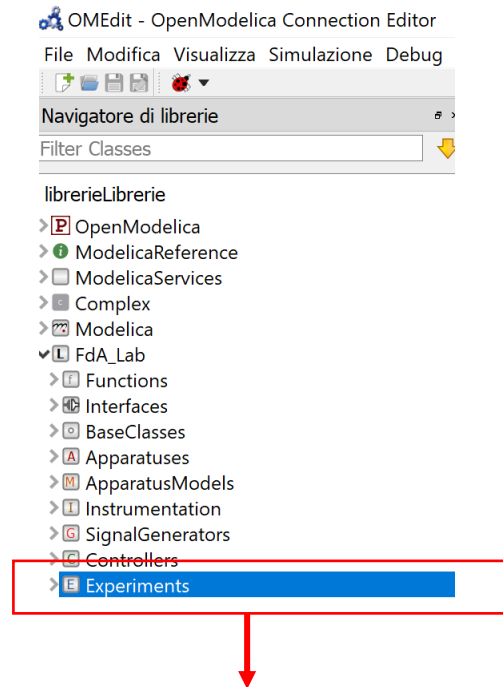 OMEdit - OpenModelica Connection Editor
File Modifica Visualizza Simulazione Debug
Navigatore di librerie
Filter Classes
librerieLibrerie
P OpenModelica
i ModelicaReference
ModelicaServices
C Complex
m Modelica
L FdA_Lab
f Functions
Interfaces
BaseClasses
A Apparatuses
M ApparatusModels
I Instrumentation
G SignalGenerators
C Controllers
E Experiments